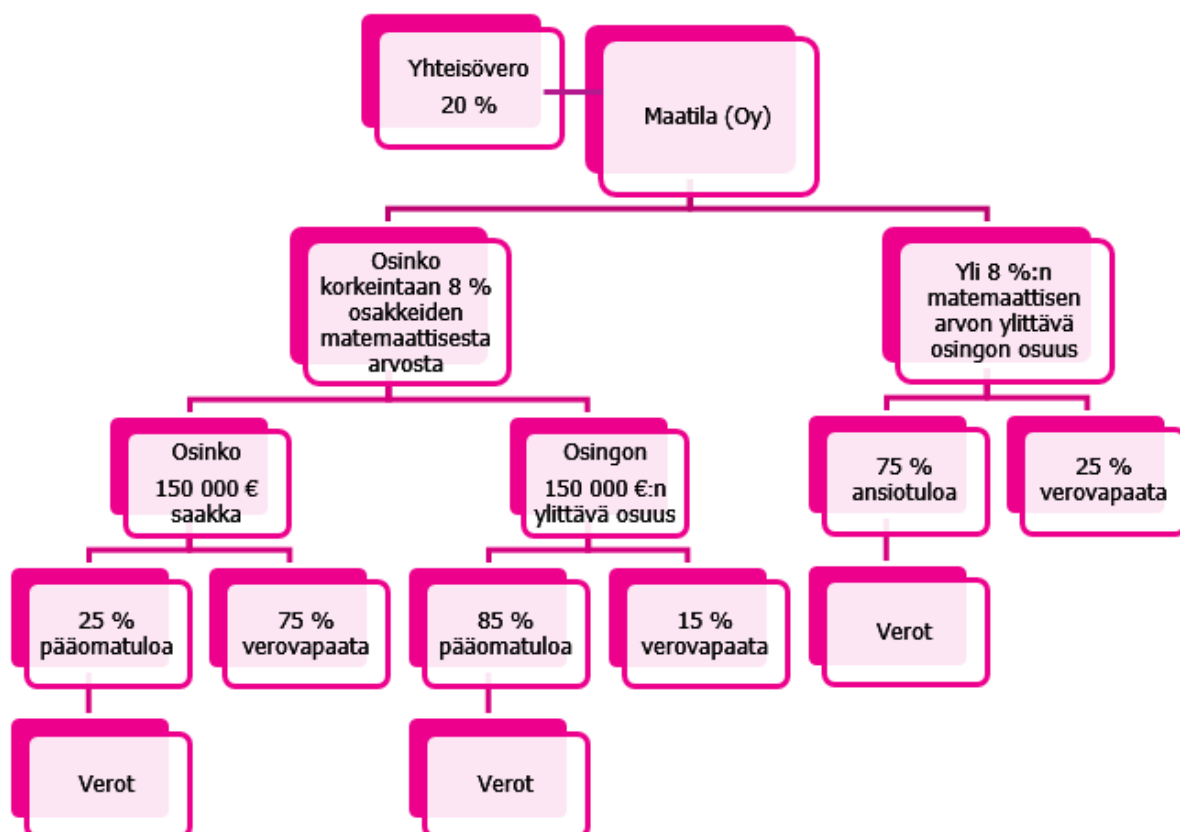 Yhteisövero
20 %
Maatila (Oy)
Osinko
korkeintaan 8 %
osakkeiden
matemaattisesta
arvosta
Yli 8 %:n
matemaattisen
arvon ylittävä
osingon osuus
Osinko
150 000 €
saakka
Osingon
150 000 €:n
ylittävä osuus
75 %
ansiotuloa
25 %
verovapaata
25 %
pääomatuloa
75 %
verovapaata
85 %
pääomatuloa
15 %
verovapaata
Verot
Verot
Verot